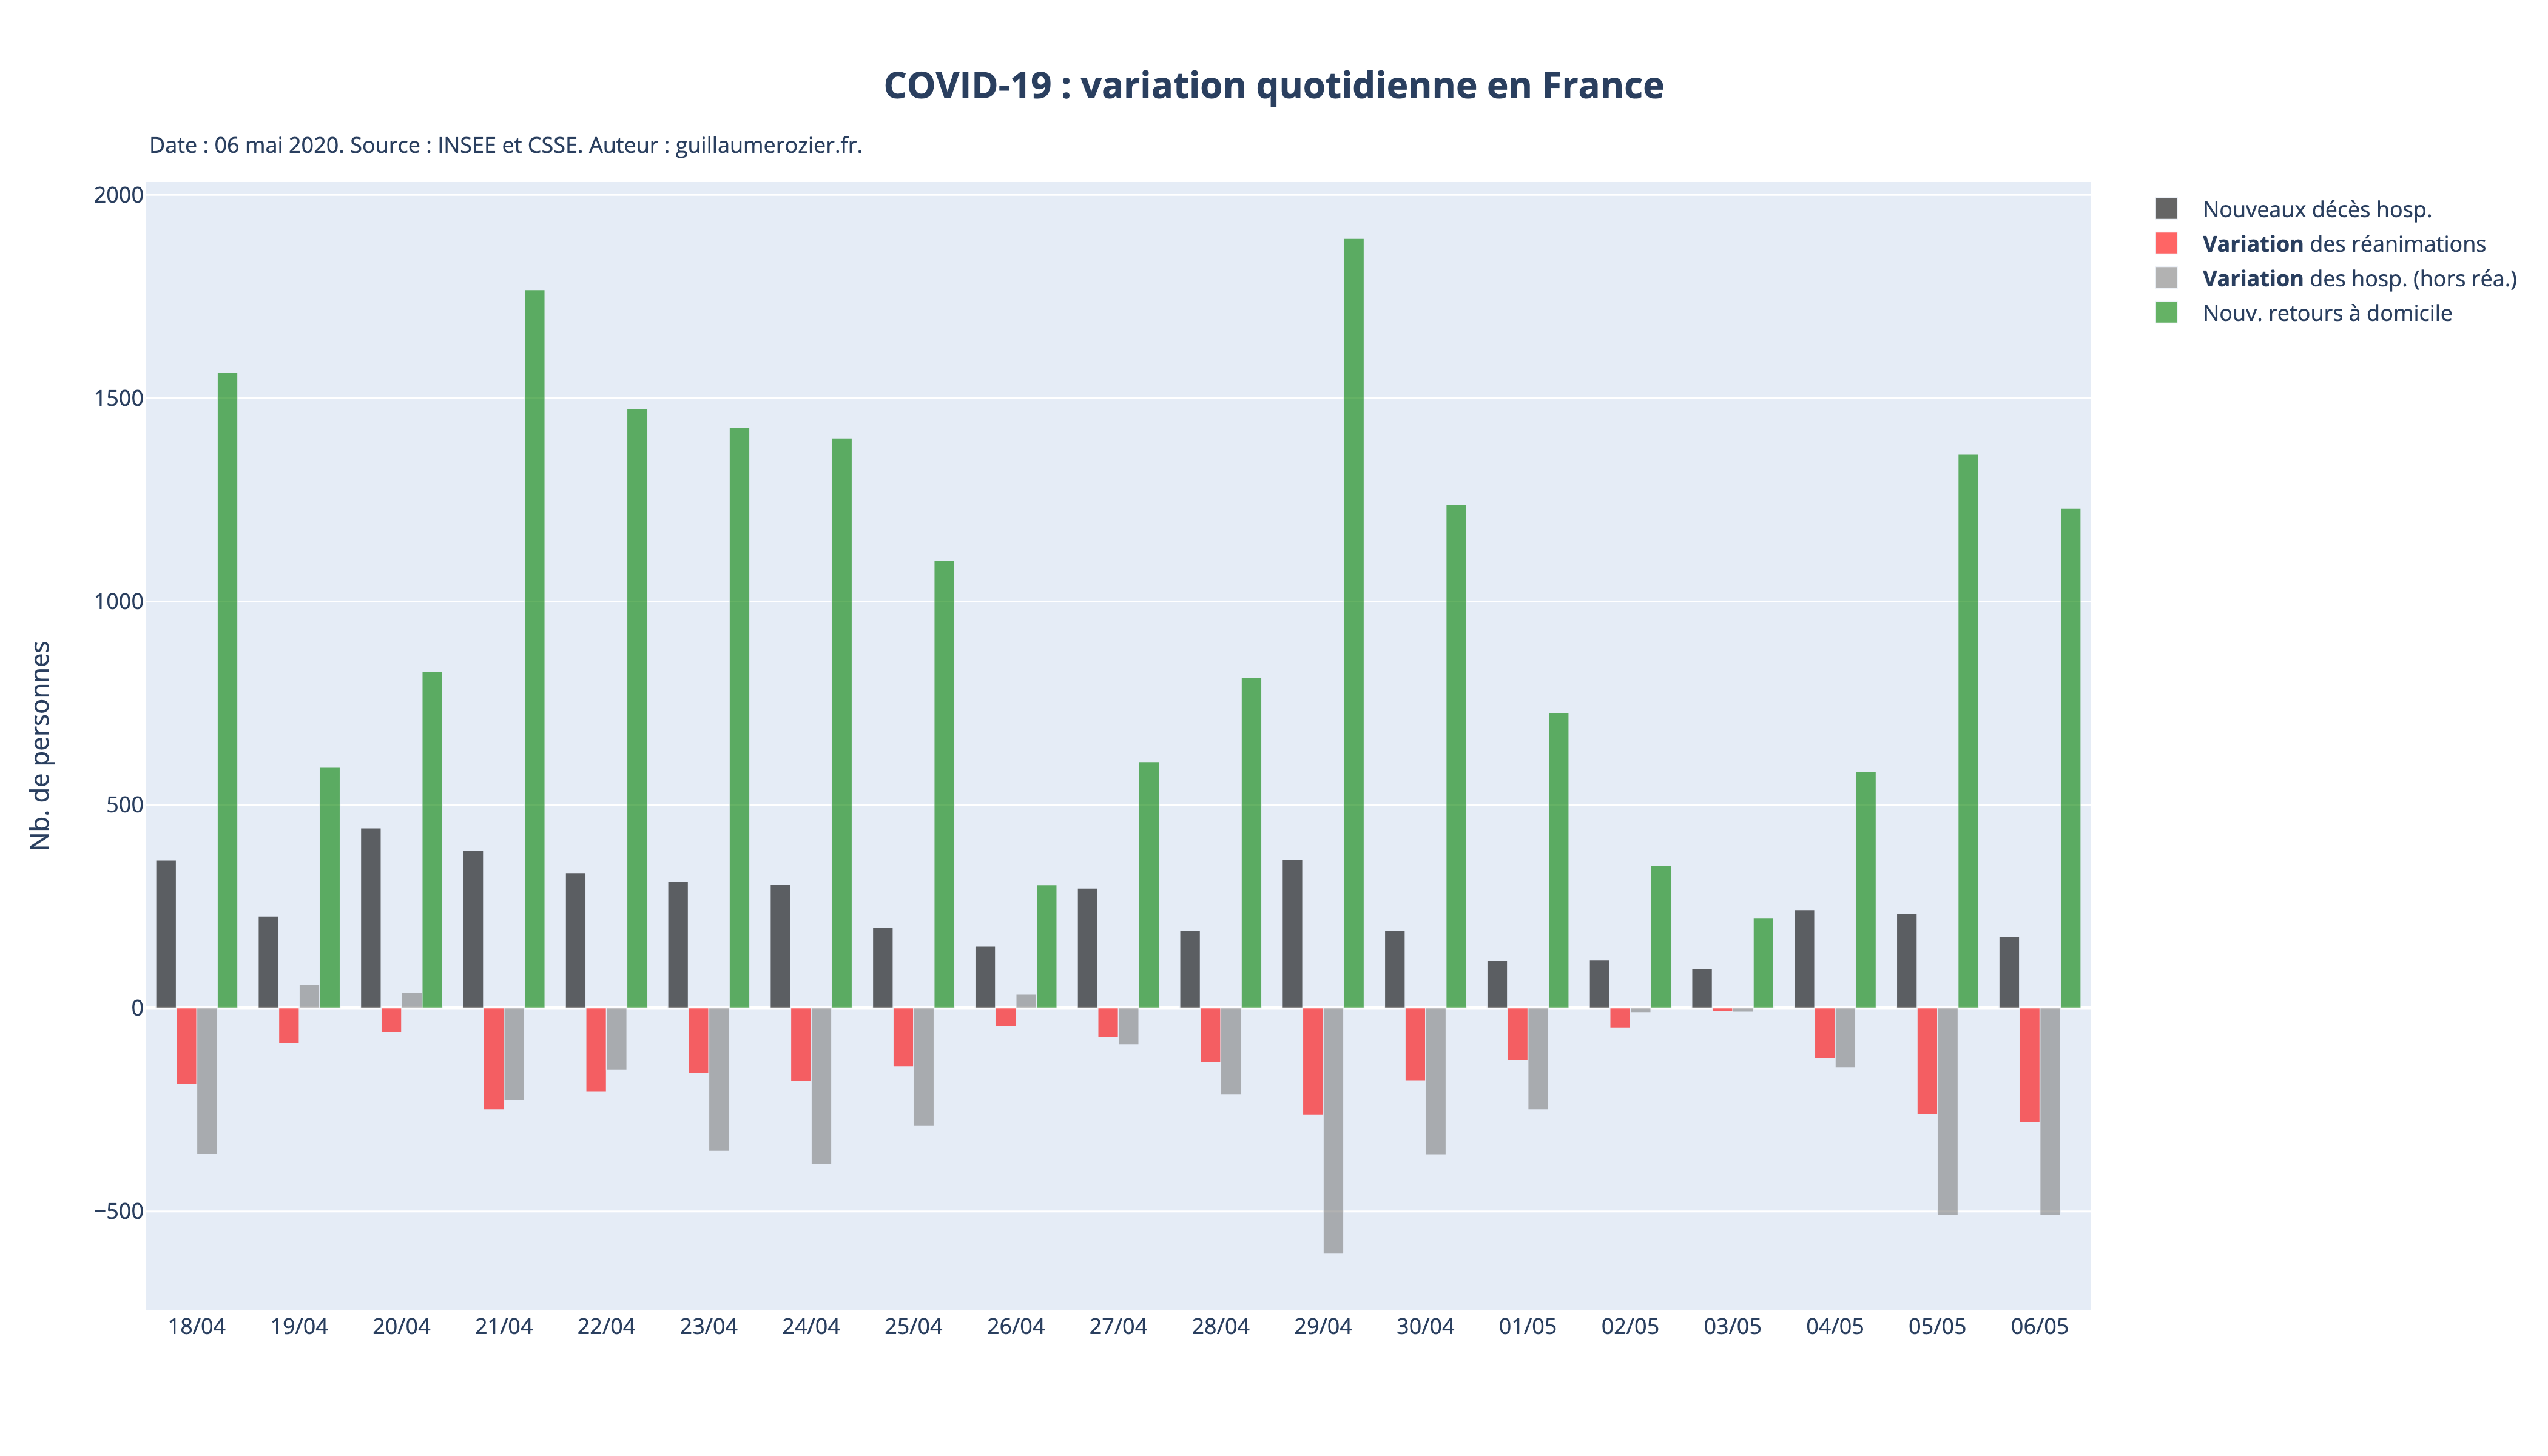 COVID-19 : variation quotidienne en France
Date : 06 mai 2020. Source : INSEE et CSSE. Auteur : guillaumerozier.fr.
Nouveaux décès hosp.
Variation des réanimations
Variation des hosp. (hors réa.)
Nouv. retours à domicile
Nb. de personnes
2000
1500
1000
500
0
−500
18/04 19/04 20/04 21/04 22/04 23/04 24/04 25/04 26/04 27/04 28/04 29/04 30/04 01/05 02/05 03/05 04/05 05/05 06/05